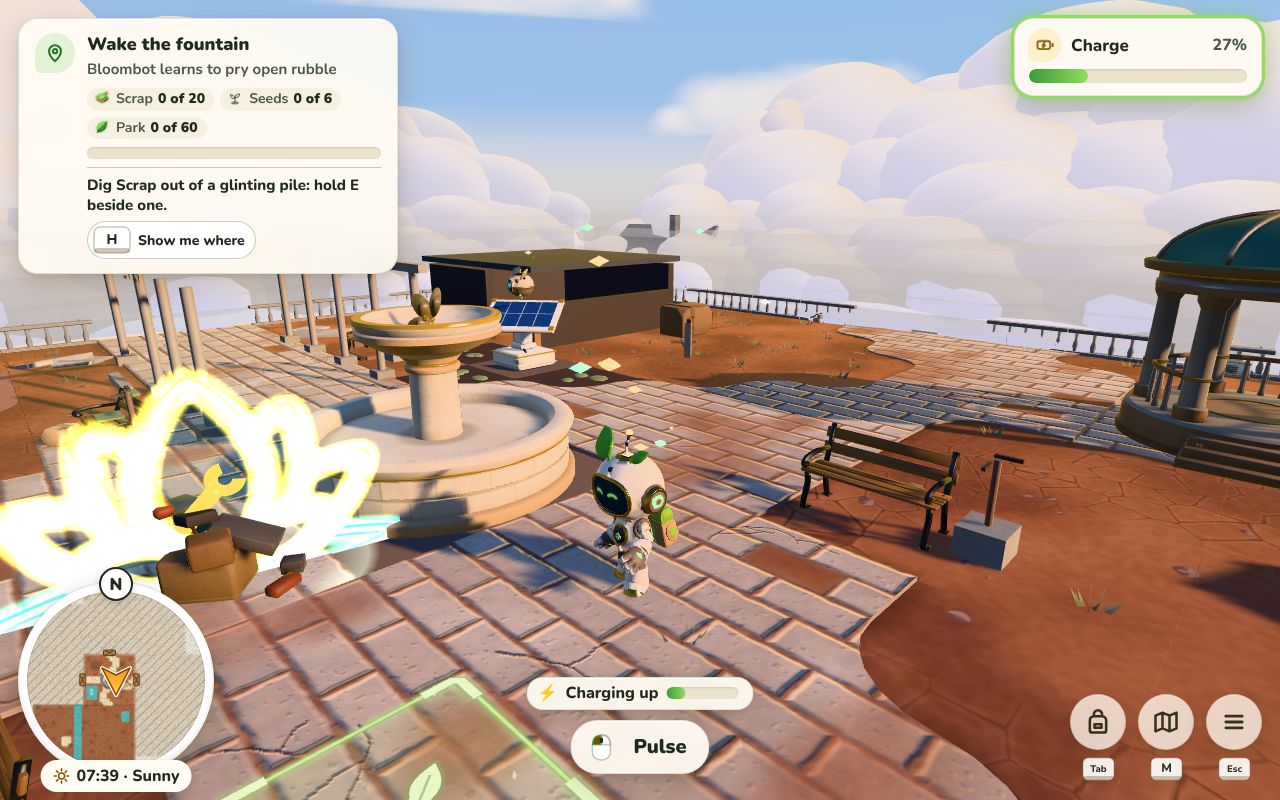 Wake the fountain
Bloombot learns to pry open rubble
Scrap 0 of 20
Seeds 0 of 6
Park 0 of 60
Dig Scrap out of a glinting pile: hold E
beside one.
H Show me where
Charge 27%
N
07:39 · Sunny
Charging up
Pulse
Tab
M
Esc